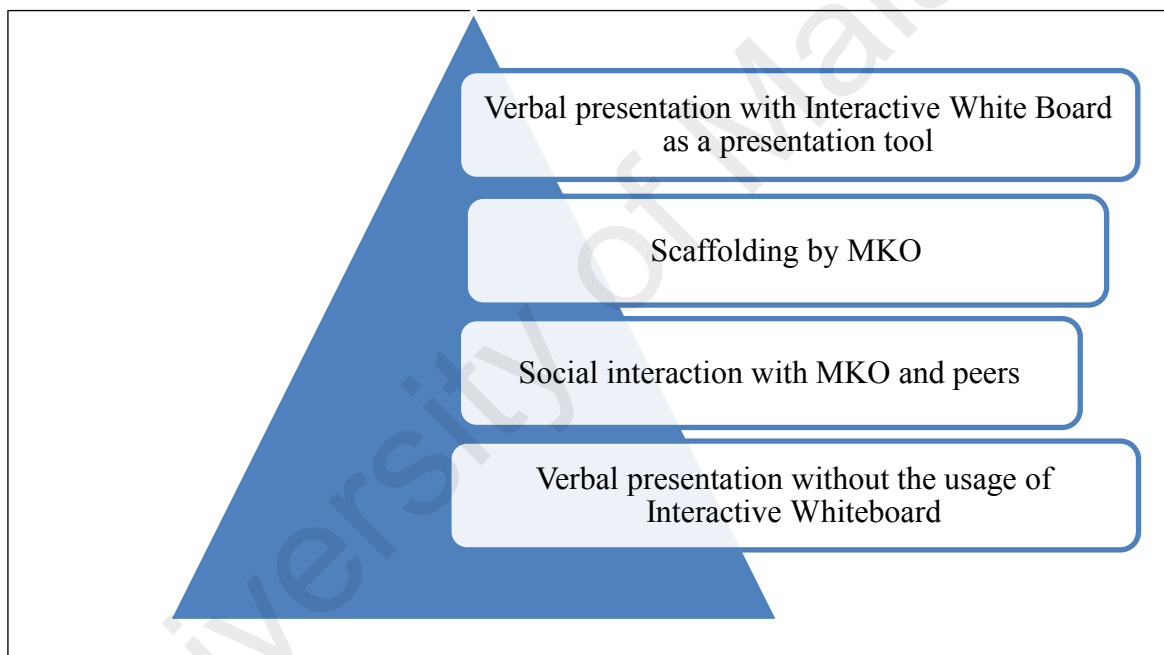 Verbal presentation with Interactive White Board
as a presentation tool
Scaffolding by MKO
Social interaction with MKO and peers
Verbal presentation without the usage of
Interactive Whiteboard